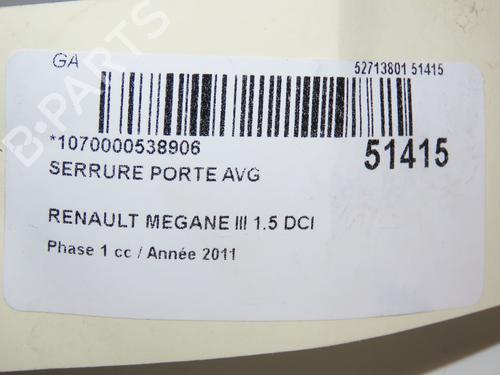 GA
52713801 51415
*1070000538906
51415
SERRURE PORTE AVG
RENAULT MEGANE III 1.5 DCI
Phase 1 cc / Année 2011
B-PARTS